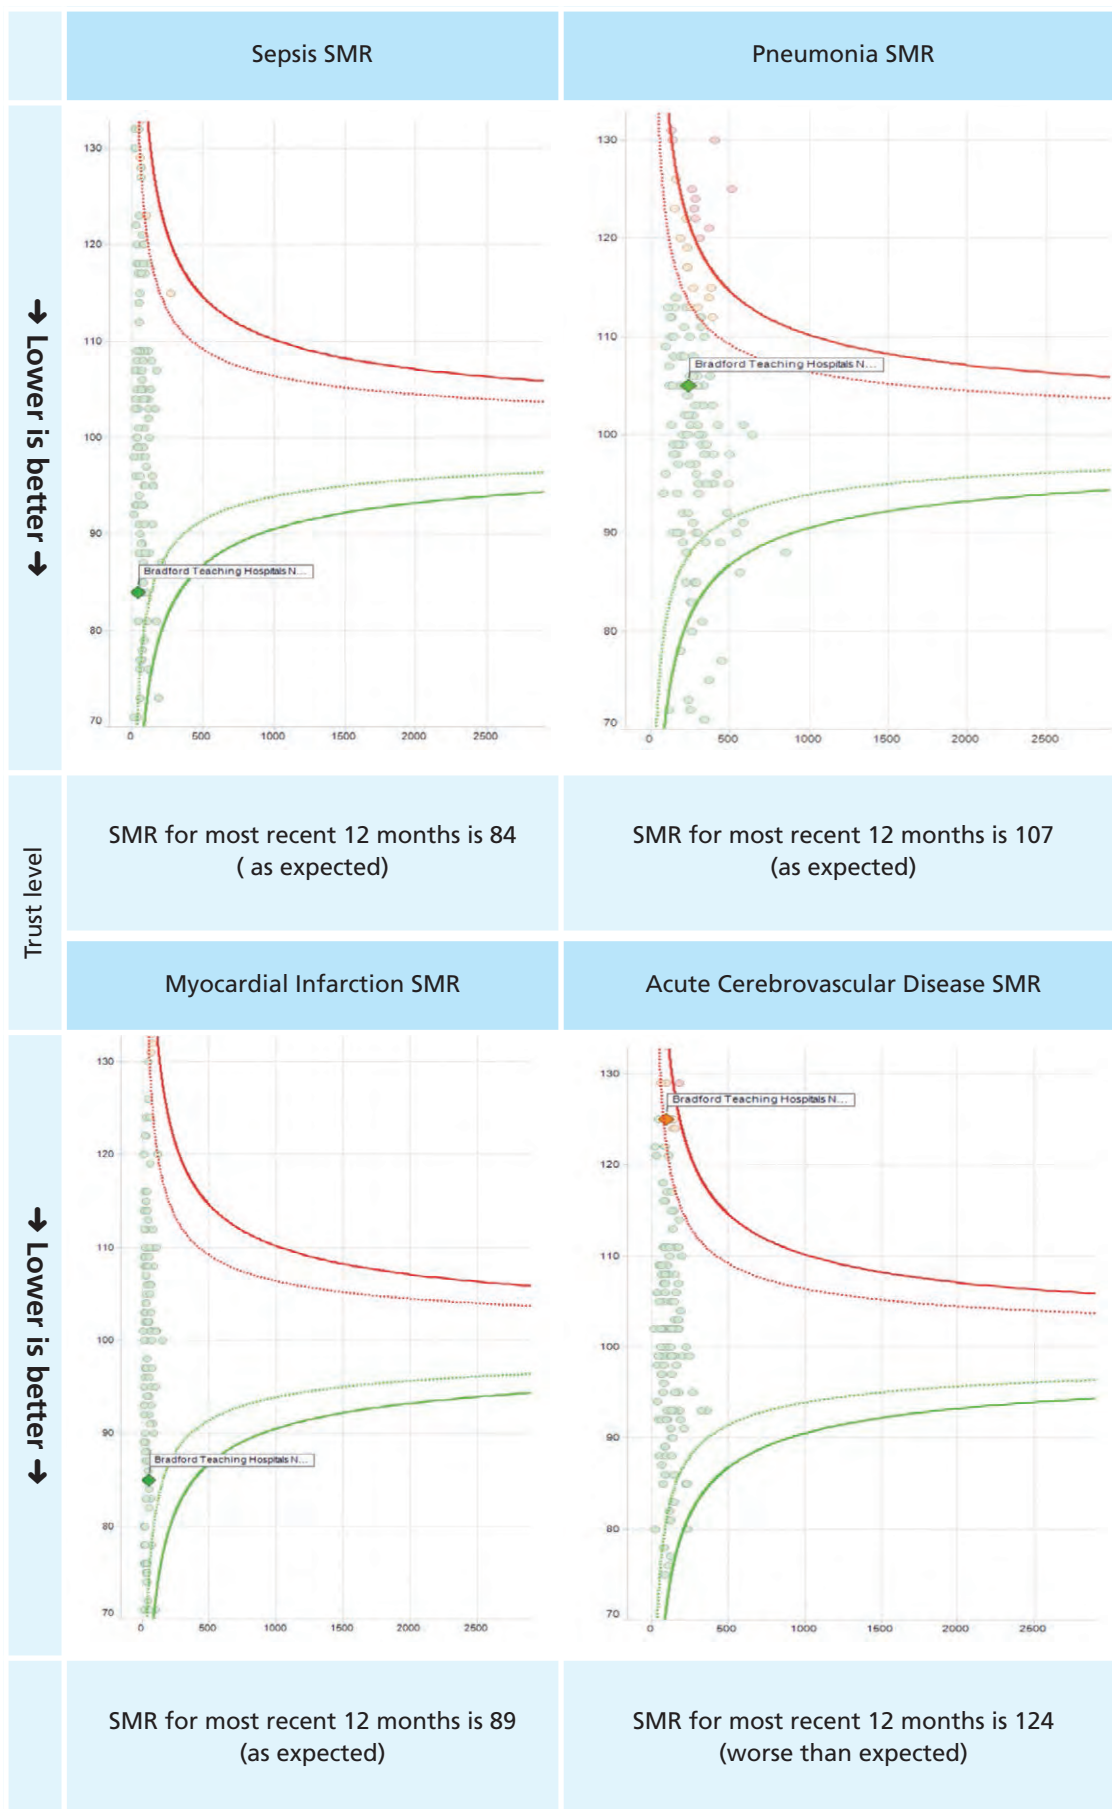 Sepsis SMR
Pneumonia SMR
➔ Lower is better ➔
130
120
110
100
90
80
70
0
500
1000
1500
2000
2500
Bradford Teaching Hospitals N...
130
120
110
100
90
80
70
0
500
1000
1500
2000
2500
Bradford Teaching Hospitals N...
Trust level
SMR for most recent 12 months is 84
( as expected)
SMR for most recent 12 months is 107
(as expected)
Myocardial Infarction SMR
Acute Cerebrovascular Disease SMR
➔ Lower is better ➔
130
120
110
100
90
80
70
0
500
1000
1500
2000
2500
Bradford Teaching Hospitals N...
130
120
110
100
90
80
70
0
500
1000
1500
2000
2500
Bradford Teaching Hospitals N...
SMR for most recent 12 months is 89
(as expected)
SMR for most recent 12 months is 124
(worse than expected)